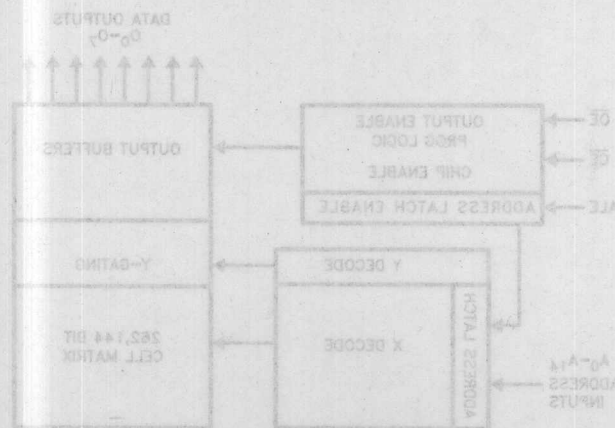 DATA OUTPUTS
O0-O7
OE
CE
ALE
OUTPUT ENABLE
PROG LOGIC
CHIP ENABLE
ADDRESS LATCH ENABLE
OUTPUT BUFFERS
Y DECODE
Y-GATING
ADDRESS LATCH
X DECODE
262,144 BIT
CELL MATRIX
A0-A14
ADDRESS
INPUTS